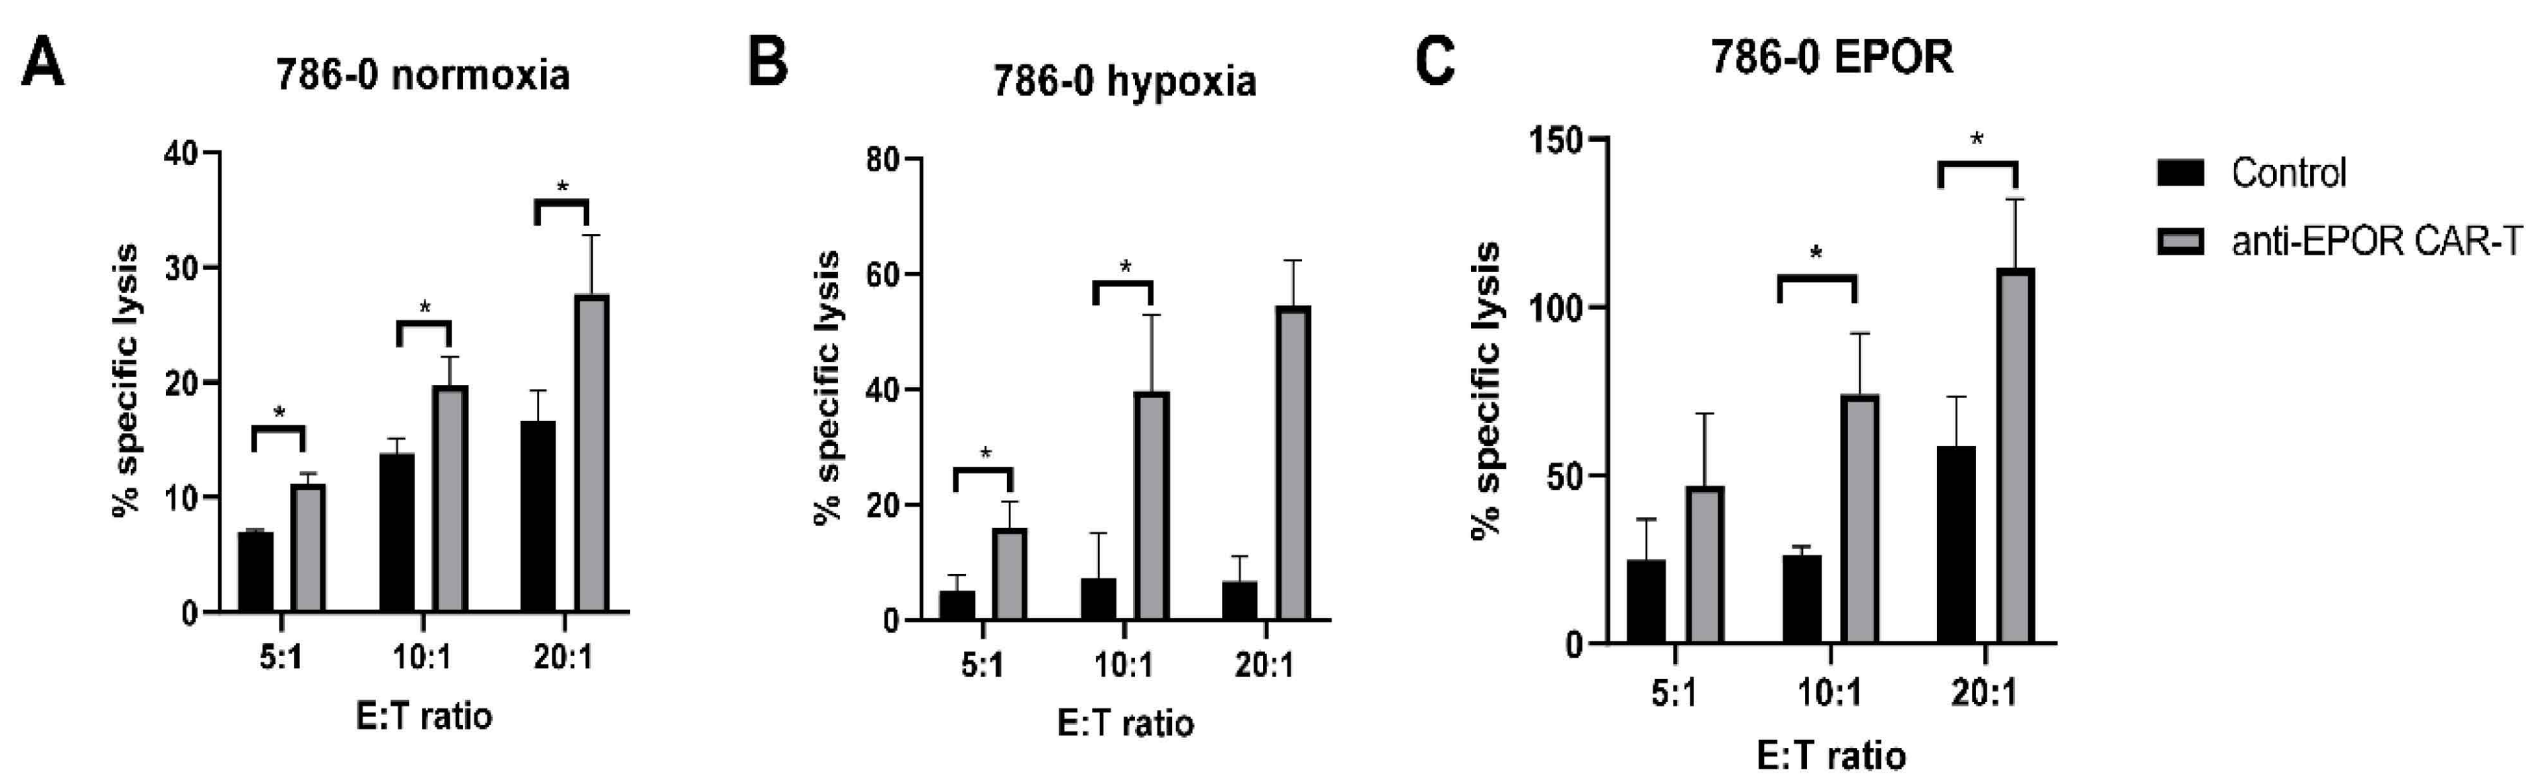 A
786-0 normoxia
% specific lysis
40
30
20
10
0
*
*
*
5:1 10:1 20:1
E:T ratio
B
786-0 hypoxia
% specific lysis
80
60
40
20
0
*
*
5:1 10:1 20:1
E:T ratio
C
786-0 EPOR
% specific lysis
150
100
50
0
*
*
5:1 10:1 20:1
E:T ratio
Control
anti-EPOR CAR-T